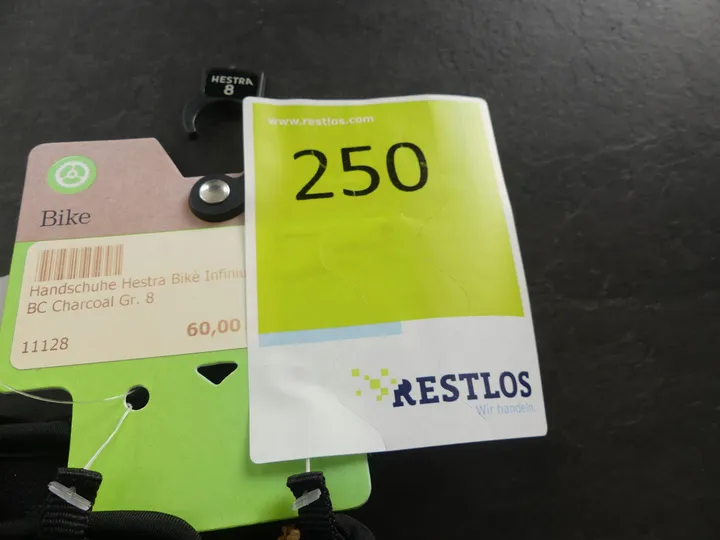 HESTRA
8
www.restlos.com
250
Bike
Handschuhe Hestra Bike
BC Charcoal Gr. 8
60,00
11128
RESTLOS
Wir handeln